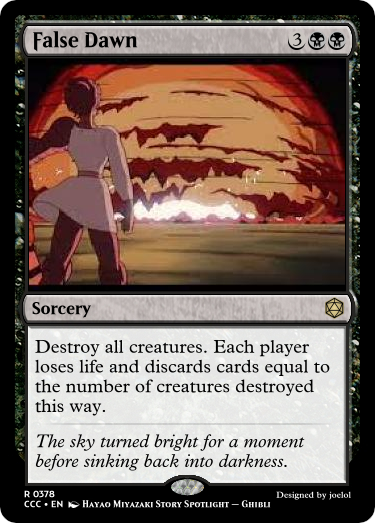 False Dawn 3
Sorcery
Destroy all creatures. Each player
loses life and discards cards equal to
the number of creatures destroyed
this way.
The sky turned bright for a moment
before sinking back into darkness.
R 0378
CCC • EN Hayao Miyazaki Story Spotlight — Ghibli
Designed by joelol